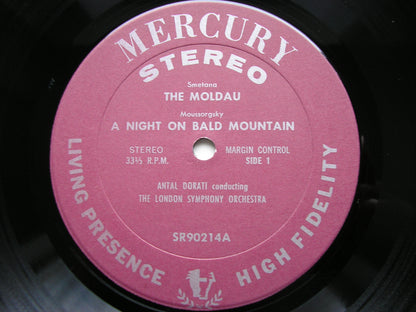 MERCURY
STEREO
Smetana
THE MOLDAU
Moussorgsky
A NIGHT ON BALD MOUNTAIN
STEREO
33⅓ R.P.M.
MARGIN CONTROL
SIDE 1
ANTAL DORATI conducting
THE LONDON SYMPHONY ORCHESTRA
SR90214A
LIVING PRESENCE
HIGH FIDELITY